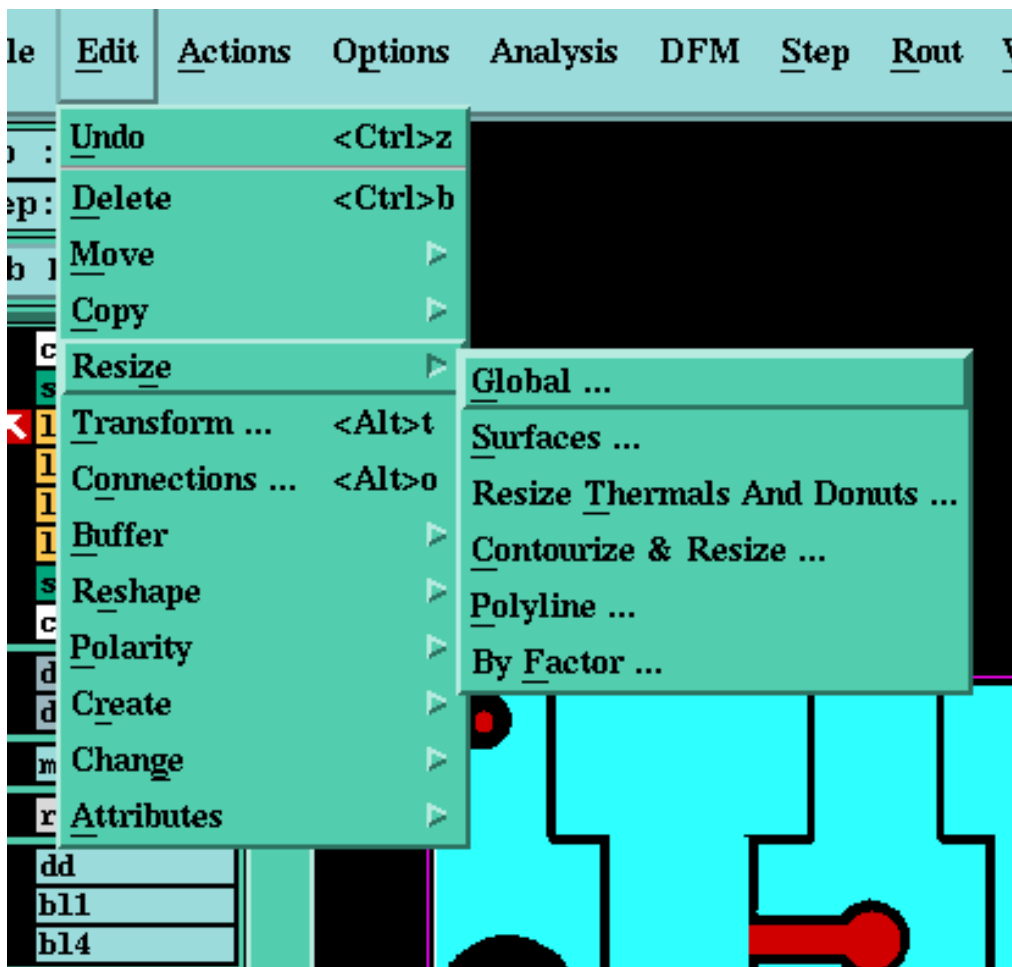 le Edit Actions Options Analysis DFM Step Rout
Undo <Ctrl>z
Delete <Ctrl>b
Move
Copy
Resize
Transform ... <Alt>t
Connections ... <Alt>o
Buffer
Reshape
Polarity
Create
Change
Attributes
Global ...
Surfaces ...
Resize Thermals And Donuts ...
Contourize & Resize ...
Polyline ...
By Factor ...
ep:
c
s
l
l
l
l
s
c
d
d
m
r
dd
bl1
bl4